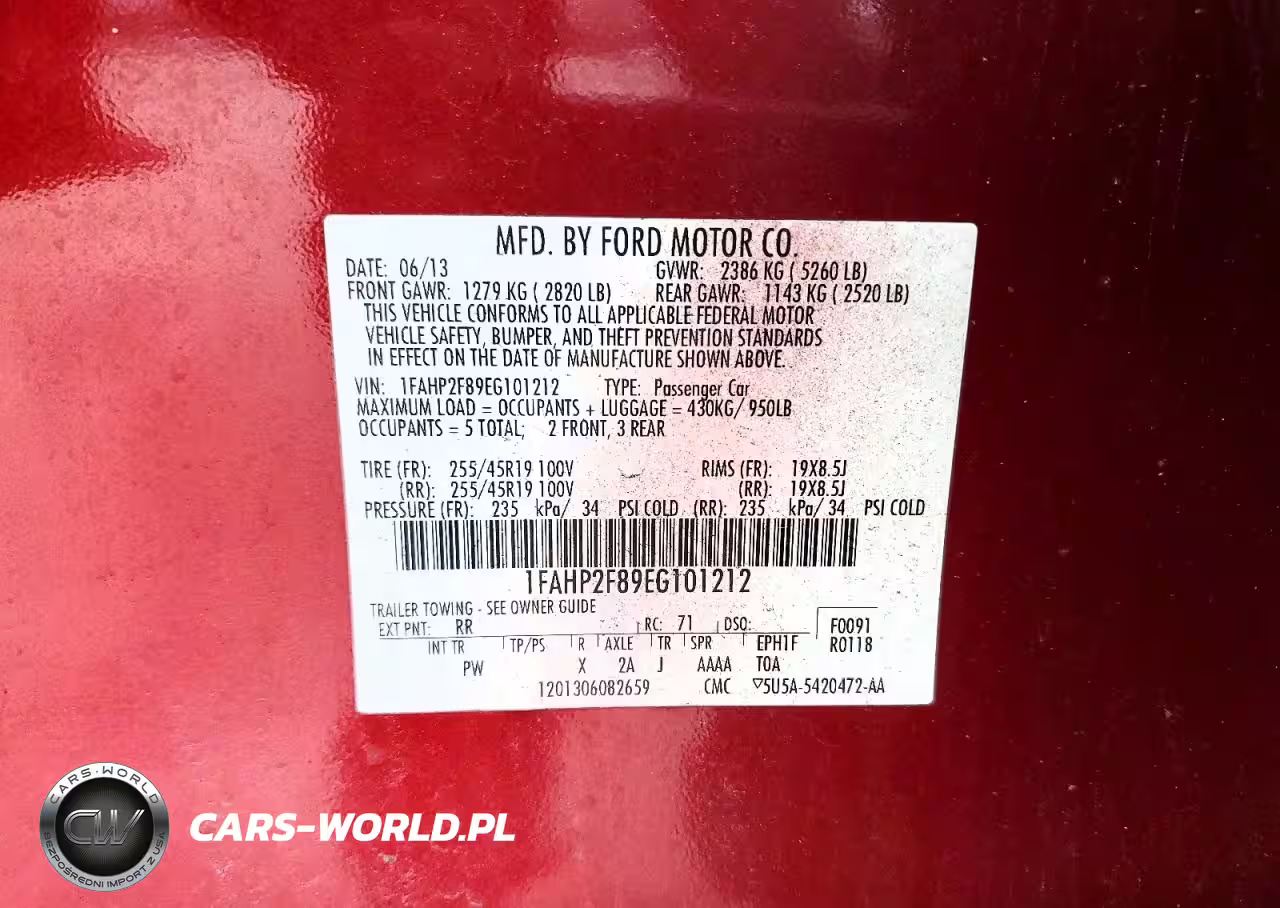 MFD. BY FORD MOTOR CO.
DATE: 06/13 GVWR: 2386 KG ( 5260 LB)
FRONT GAWR: 1279 KG ( 2820 LB) REAR GAWR: 1143 KG ( 2520 LB)
THIS VEHICLE CONFORMS TO ALL APPLICABLE FEDERAL MOTOR
VEHICLE SAFETY, BUMPER, AND THEFT PREVENTION STANDARDS
IN EFFECT ON THE DATE OF MANUFACTURE SHOWN ABOVE.
VIN: 1FAHP2F89EG101212 TYPE: Passenger Car
MAXIMUM LOAD = OCCUPANTS + LUGGAGE = 430KG/ 950LB
OCCUPANTS = 5 TOTAL; 2 FRONT, 3 REAR
TIRE (FR): 255/45R19 100V RIMS (FR): 19X8.5J
(RR): 255/45R19 100V (RR): 19X8.5J
PRESSURE (FR): 235 kPa/ 34 PSI COLD (RR): 235 kPa/ 34 PSI COLD
1FAHP2F89EG101212
TRAILER TOWING - SEE OWNER GUIDE
EXT PNT: RR RC: 71 DSO: F0091
INT TR TP/PS R AXLE TR SPR EPH1F R0118
PW X 2A J AAAA TOA
1201306082659 CMC ▽5U5A-5420472-AA
CARS-WORLD
CW
BEZPOŚREDNI IMPORT Z USA
CARS-WORLD.PL